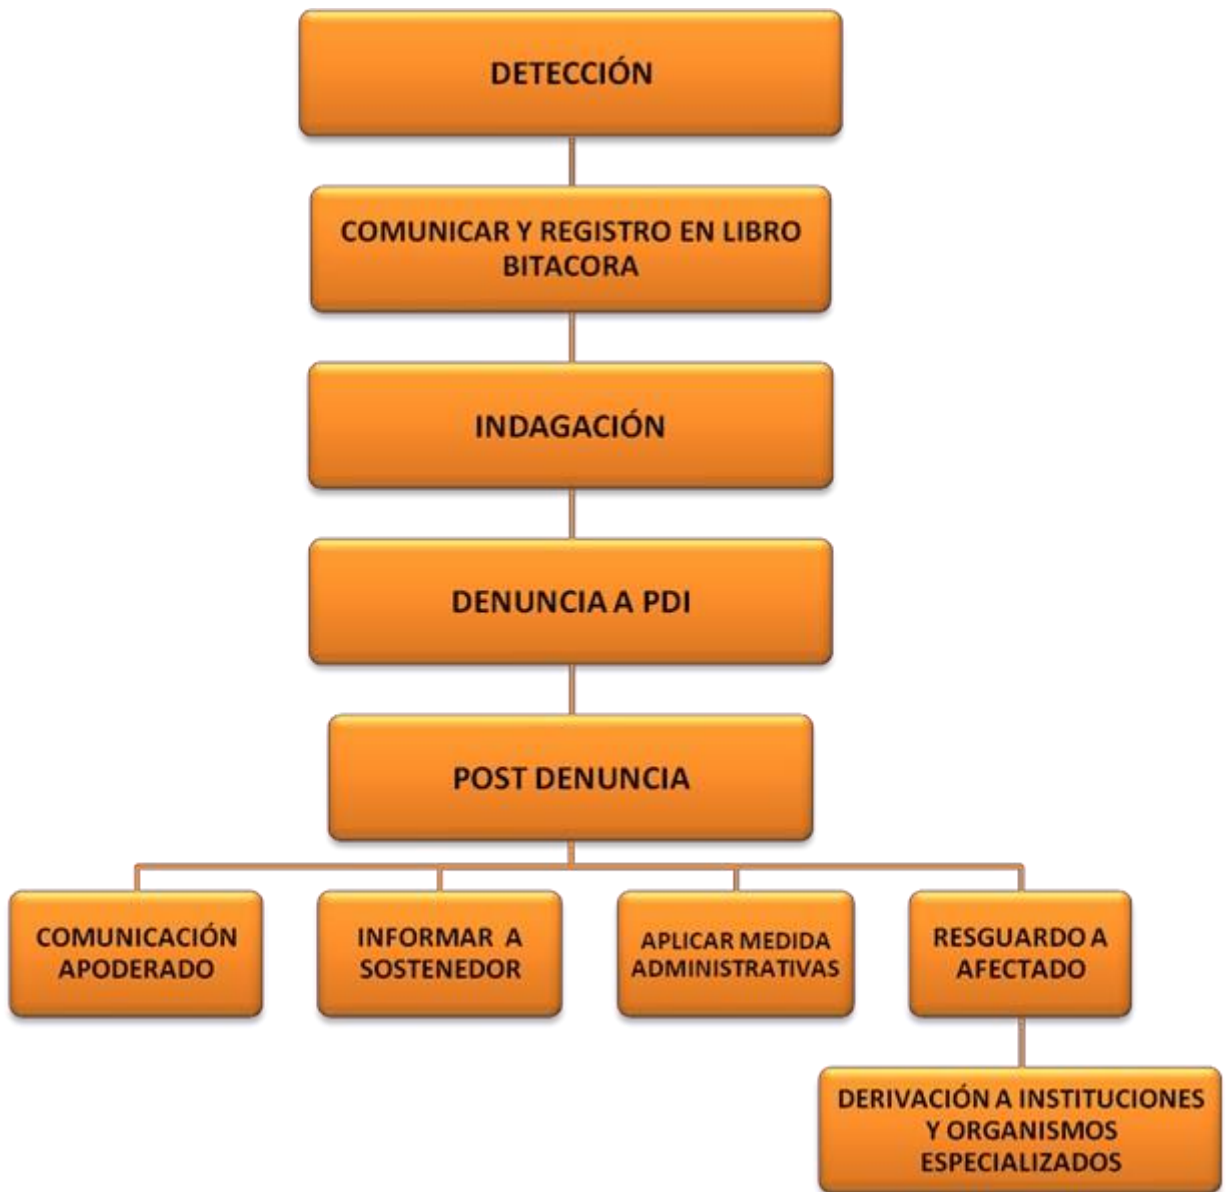 DETECCIÓN
COMUNICAR Y REGISTRO EN LIBRO
BITACORA
INDAGACIÓN
DENUNCIA A PDI
POST DENUNCIA
COMUNICACIÓN
APODERADO
INFORMAR A
SOSTENEDOR
APLICAR MEDIDA
ADMINISTRATIVAS
RESGUARDO A
AFECTADO
DERIVACIÓN A INSTITUCIONES
Y ORGANISMOS
ESPECIALIZADOS